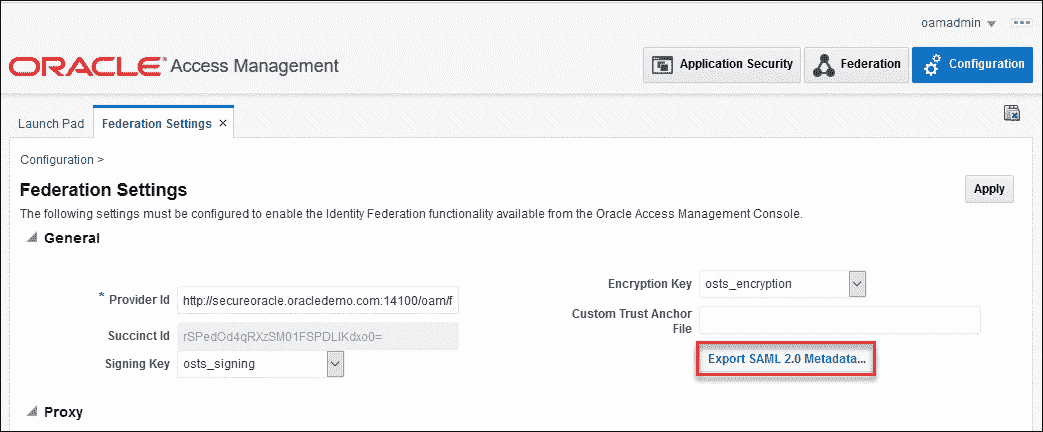 oamadmin
ORACLE Access Management
Application Security
Federation
Configuration
Launch Pad
Federation Settings ×
Configuration >
Federation Settings
Apply
The following settings must be configured to enable the Identity Federation functionality available from the Oracle Access Management Console.
General
* Provider Id http://secureoracle.oracledemo.com:14100/oam/f
Succinct Id rSPedOd4qRXzSM01FSPDLIKdxo0=
Signing Key osts_signing
Encryption Key osts_encryption
Custom Trust Anchor
File
Export SAML 2.0 Metadata...
Proxy